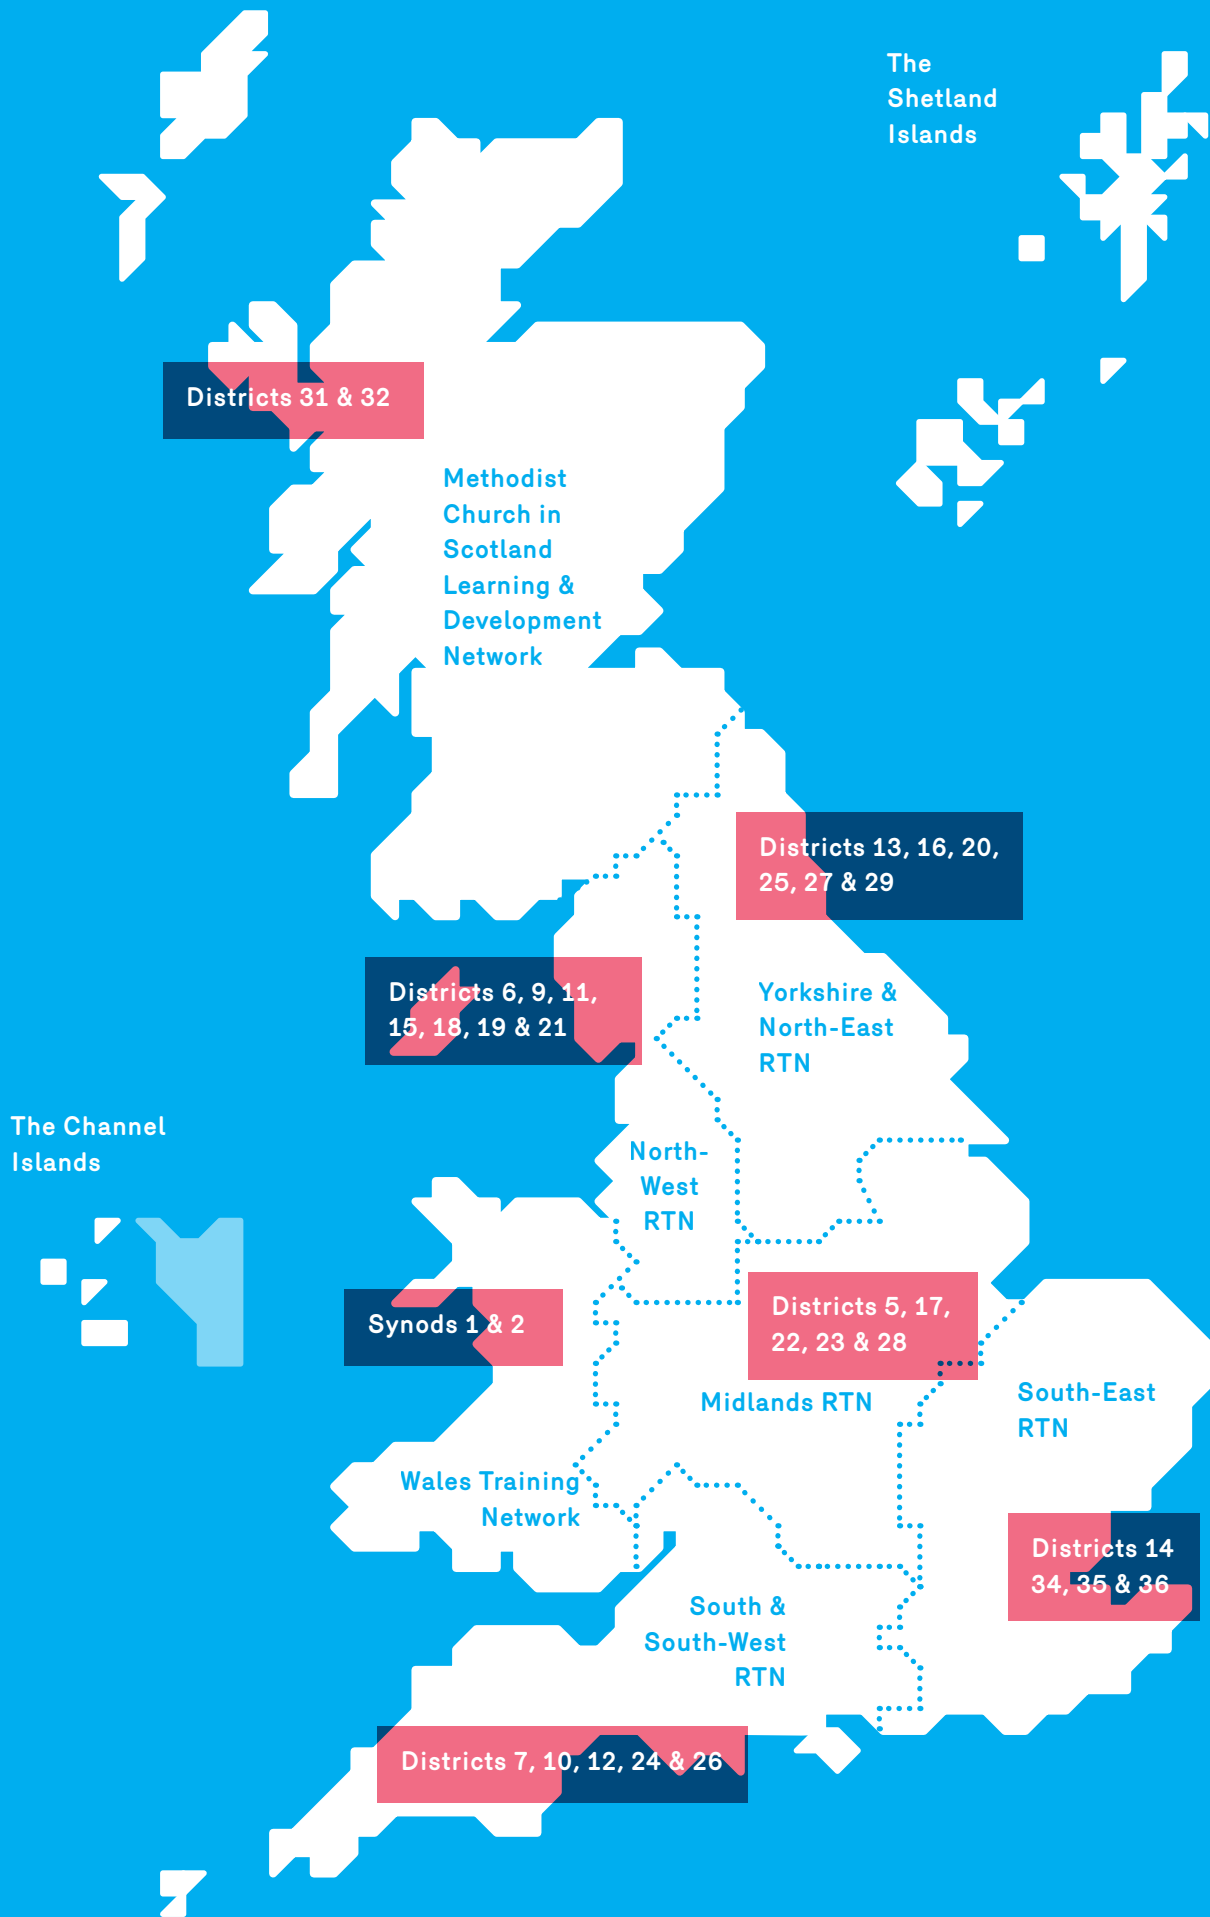 The
Shetland
Islands
Districts 31 & 32
Methodist
Church in
Scotland
Learning &
Development
Network
Districts 13, 16, 20,
25, 27 & 29
Districts 6, 9, 11,
15, 18, 19 & 21
Yorkshire &
North-East
RTN
The Channel
Islands
North-
West
RTN
Synods 1 & 2
Districts 5, 17,
22, 23 & 28
Midlands RTN
South-East
RTN
Wales Training
Network
Districts 14
34, 35 & 36
South &
South-West
RTN
Districts 7, 10, 12, 24 & 26